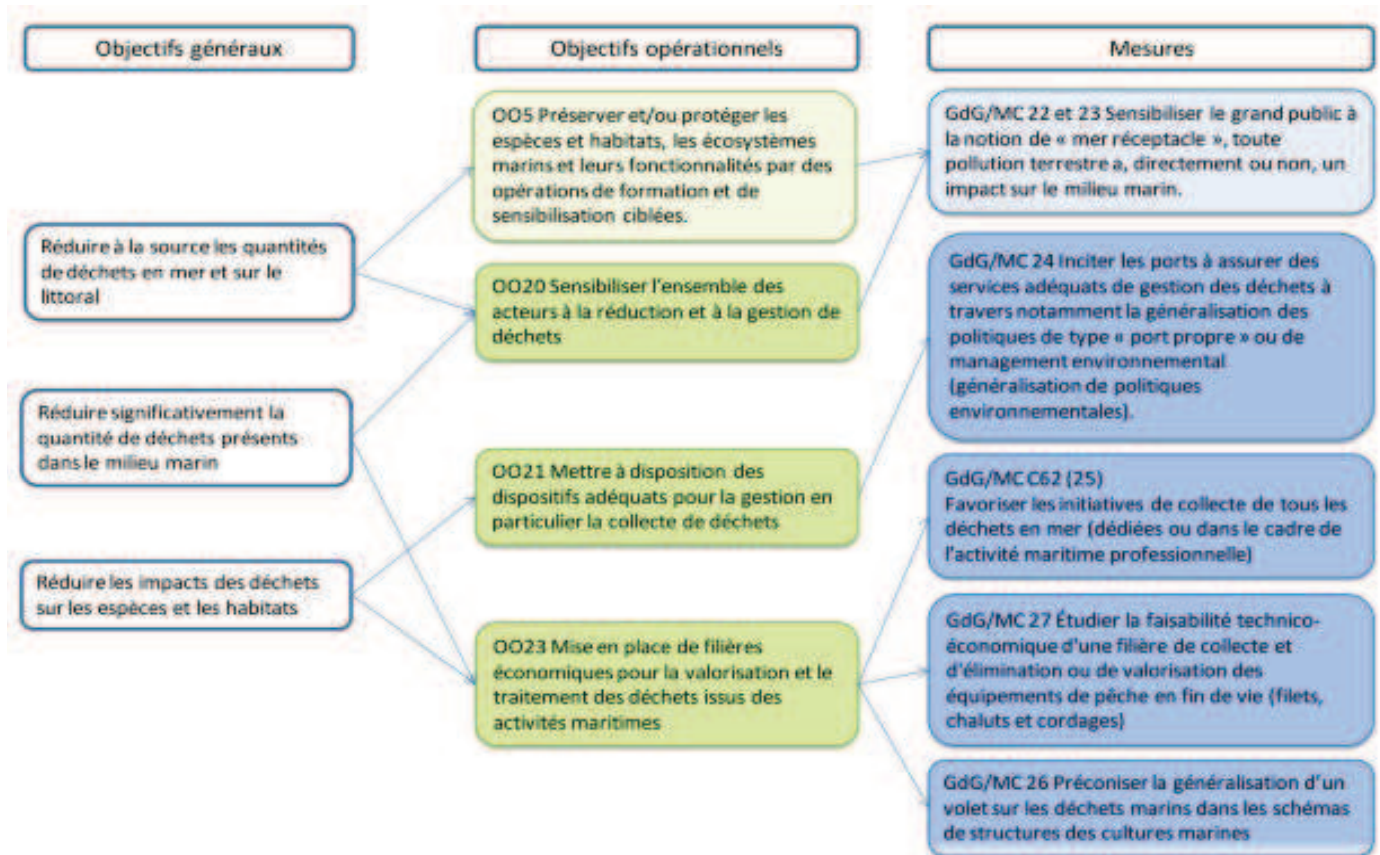 Objectifs généraux
Objectifs opérationnels
Mesures
Réduire à la source les quantités
de déchets en mer et sur le
littoral
Réduire significativement la
quantité de déchets présents
dans le milieu marin
Réduire les impacts des déchets
sur les espèces et les habitats
OO5 Préserver et/ou protéger les
espèces et habitats, les écosystèmes
marins et leurs fonctionnalités par des
opérations de formation et de
sensibilisation ciblées.
OO20 Sensibiliser l'ensemble des
acteurs à la réduction et à la gestion de
déchets
OO21 Mettre à disposition des
dispositifs adéquats pour la gestion en
particulier la collecte de déchets
OO23 Mise en place de filières
économiques pour la valorisation et le
traitement des déchets issus des
activités maritimes
GdG/MC 22 et 23 Sensibiliser le grand public à
la notion de « mer réceptacle », toute
pollution terrestre a, directement ou non, un
impact sur le milieu marin.
GdG/MC 24 Inciter les ports à assurer des
services adéquats de gestion des déchets à
travers notamment la généralisation des
politiques de type « port propre » ou de
management environnemental
(généralisation de politiques
environnementales).
GdG/MC C62 (25)
Favoriser les initiatives de collecte de tous les
déchets en mer (dédiées ou dans le cadre de
l'activité maritime professionnelle)
GdG/MC 27 Étudier la faisabilité technico-
économique d'une filière de collecte et
d'élimination ou de valorisation des
équipements de pêche en fin de vie (filets,
chaluts et cordages)
GdG/MC 26 Préconiser la généralisation d'un
volet sur les déchets marins dans les schémas
de structures des cultures marines